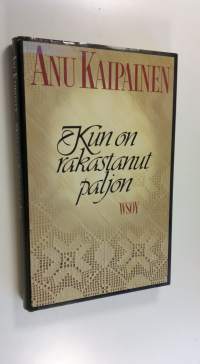 ANU KAIPAINEN
Kun on
rakastanut
paljon
WSOY